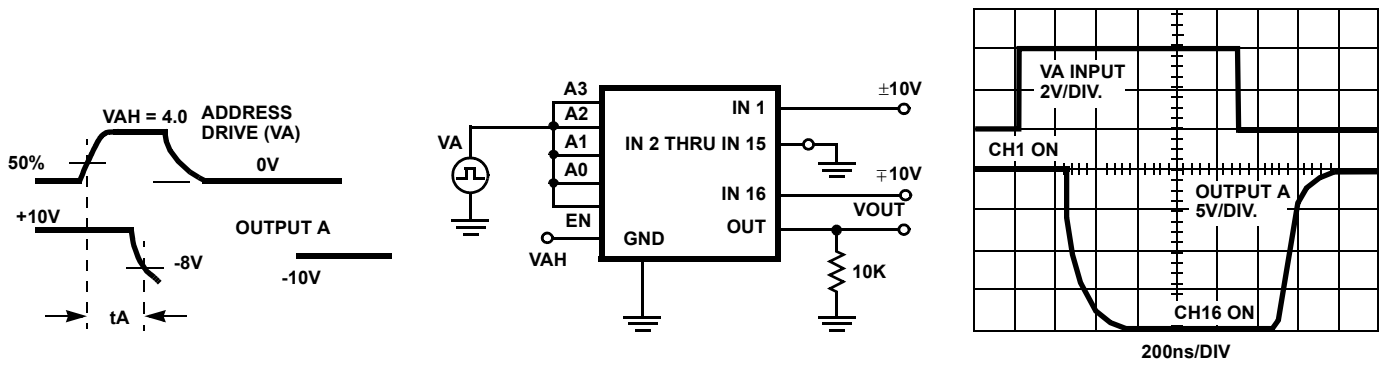 VAH = 4.0
ADDRESS
DRIVE (VA)
50%
0V
+10V
OUTPUT A
-8V
-10V
tA
VA
A3
A2
A1
A0
EN
VAH
GND
IN 1
IN 2 THRU IN 15
IN 16
OUT
±10V
∓10V
VOUT
10K
VA INPUT
2V/DIV.
CH1 ON
OUTPUT A
5V/DIV.
CH16 ON
200ns/DIV